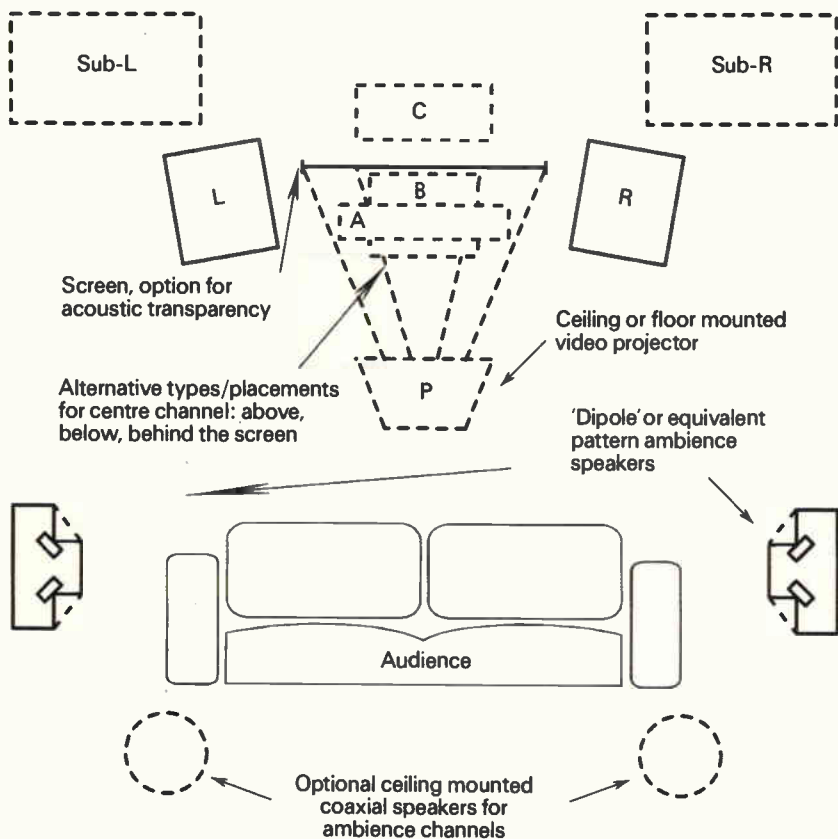 Sub-L
Sub-R
C
L
B
R
A
Screen, option for
acoustic transparency
Ceiling or floor mounted
video projector
Alternative types/placements
for centre channel: above,
below, behind the screen
P
'Dipole' or equivalent
pattern ambience
speakers
Audience
Optional ceiling mounted
coaxial speakers for
ambience channels